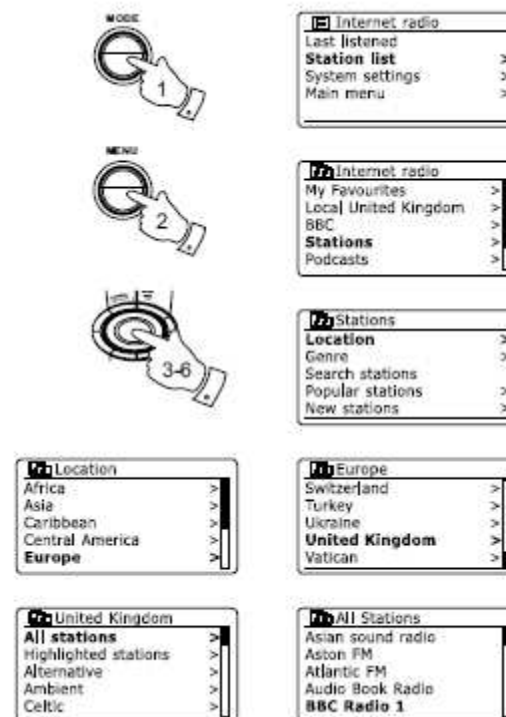 MODE
1
Internet radio
Last listened
Station list >
System settings >
Main menu >
MENU
2
Internet radio
My Favourites >
Local United Kingdom >
BBC >
Stations >
Podcasts >
3-6
Stations
Location >
Genre >
Search stations
Popular stations >
New stations >
Location
Africa >
Asia >
Caribbean >
Central America >
Europe >
Europe
Switzerland >
Turkey >
Ukraine >
United Kingdom >
Vatican >
United Kingdom
All stations >
Highlighted stations >
Alternative >
Ambient >
Celtic >
All Stations
Asian sound radio
Aston FM
Atlantic FM
Audio Book Radio
BBC Radio 1